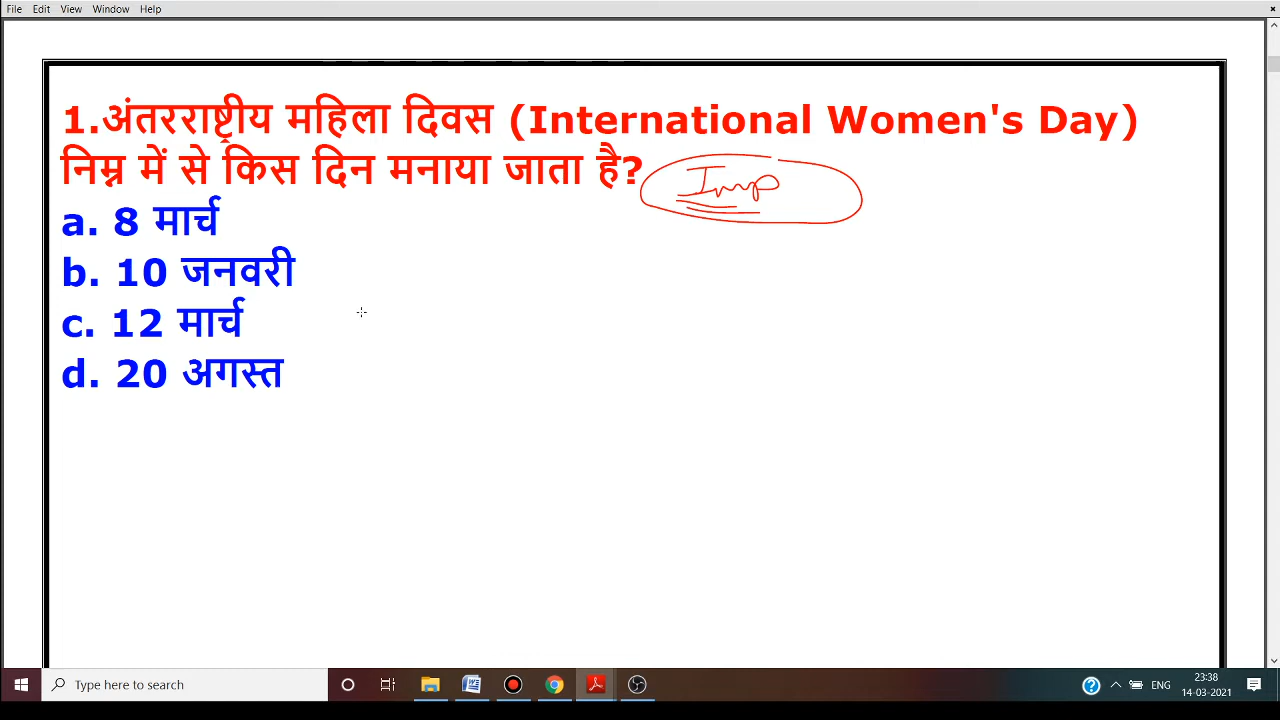 File Edit View Window Help
1.अंतरराष्ट्रीय महिला दिवस (International Women's Day)
निम्न में से किस दिन मनाया जाता है?
Imp
a. 8 मार्च
b. 10 जनवरी
c. 12 मार्च
d. 20 अगस्त
Type here to search
ENG
23:38
14-03-2021